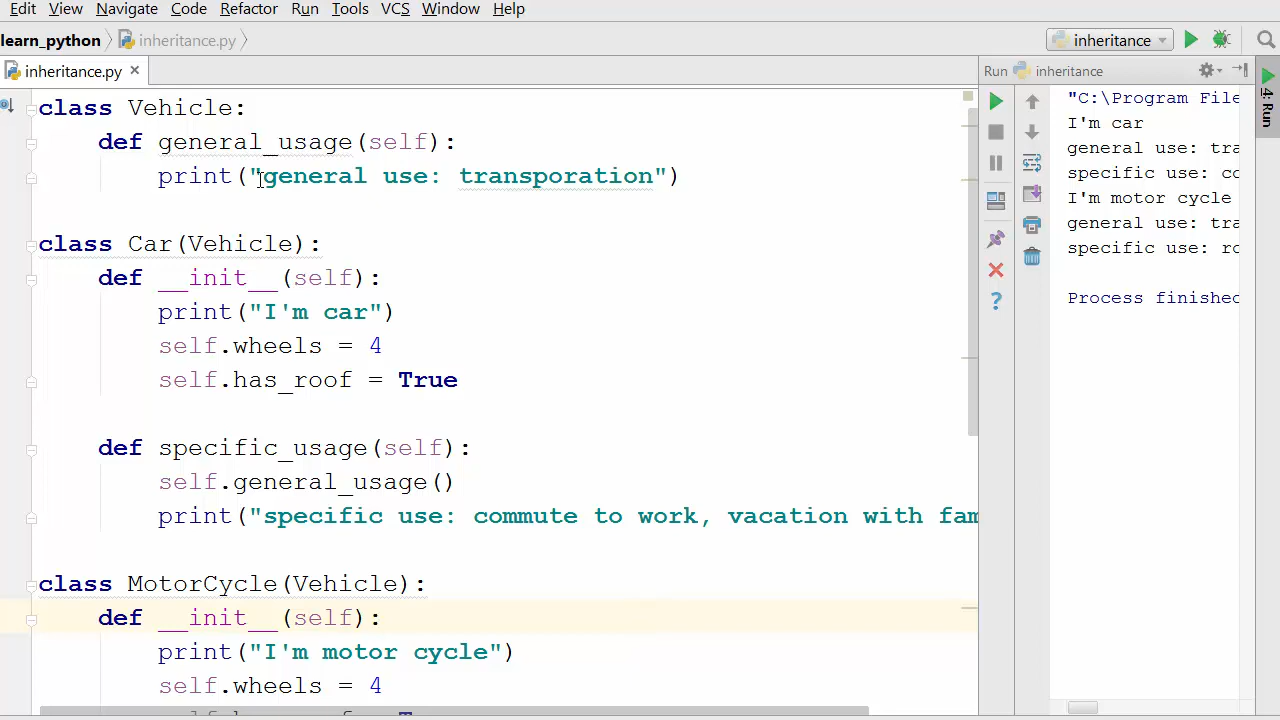 Edit View Navigate Code Refactor Run Tools VCS Window Help
learn_python inheritance.py inheritance
inheritance.py Run inheritance
4: Run
class Vehicle:
def general_usage(self):
print("general use: transporation")
class Car(Vehicle):
def __init__(self):
print("I'm car")
self.wheels = 4
self.has_roof = True
def specific_usage(self):
self.general_usage()
print("specific use: commute to work, vacation with fam
class MotorCycle(Vehicle):
def __init__(self):
print("I'm motor cycle")
self.wheels = 4
"C:\Program File
I'm car
general use: tra
specific use: co
I'm motor cycle
general use: tra
specific use: ro
Process finished